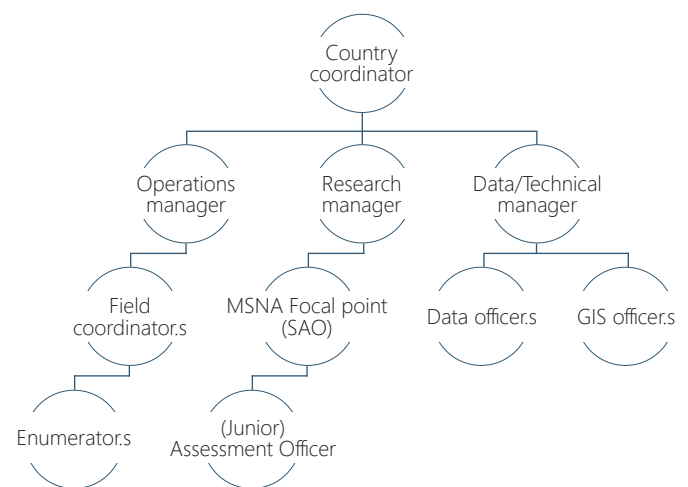 Country
coordinator
Operations
manager
Research
manager
Data/Technical
manager
Field
coordinator.s
MSNA Focal point
(SAO)
Data officer.s
GIS officer.s
Enumerator.s
(Junior)
Assessment Officer